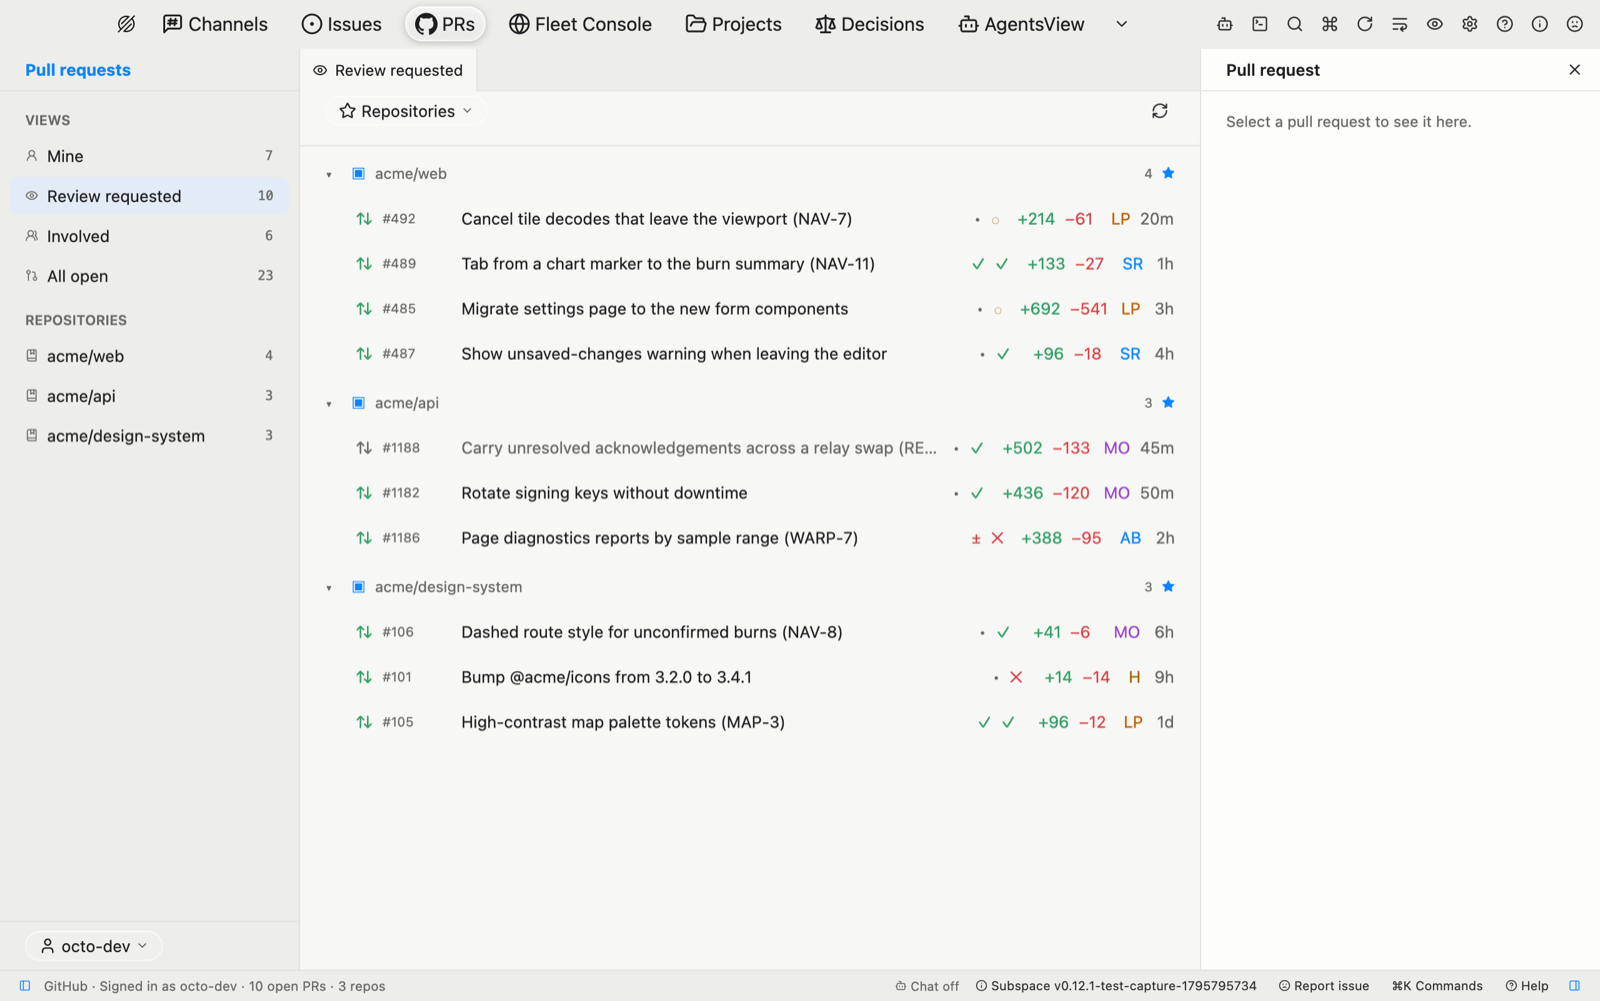 Channels Issues PRs Fleet Console Projects Decisions AgentsView
Pull requests
VIEWS
Mine 7
Review requested 10
Involved 6
All open 23
REPOSITORIES
acme/web 4
acme/api 3
acme/design-system 3
octo-dev
Review requested
Repositories
acme/web 4
#492 Cancel tile decodes that leave the viewport (NAV-7) +214 −61 LP 20m
#489 Tab from a chart marker to the burn summary (NAV-11) +133 −27 SR 1h
#485 Migrate settings page to the new form components +692 −541 LP 3h
#487 Show unsaved-changes warning when leaving the editor +96 −18 SR 4h
acme/api 3
#1188 Carry unresolved acknowledgements across a relay swap (RE... +502 −133 MO 45m
#1182 Rotate signing keys without downtime +436 −120 MO 50m
#1186 Page diagnostics reports by sample range (WARP-7) ± +388 −95 AB 2h
acme/design-system 3
#106 Dashed route style for unconfirmed burns (NAV-8) +41 −6 MO 6h
#101 Bump @acme/icons from 3.2.0 to 3.4.1 +14 −14 H 9h
#105 High-contrast map palette tokens (MAP-3) +96 −12 LP 1d
Pull request
Select a pull request to see it here.
GitHub · Signed in as octo-dev · 10 open PRs · 3 repos
Chat off Subspace v0.12.1-test-capture-1795795734 Report issue ⌘K Commands Help